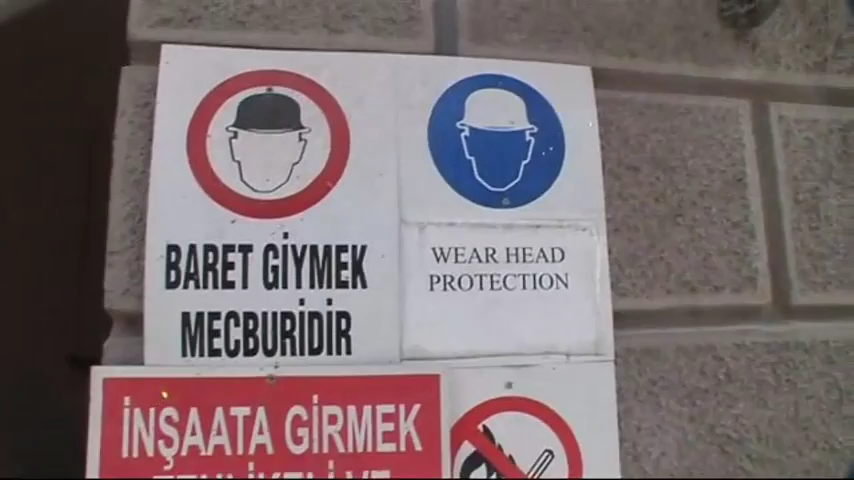 BARET GİYMEK
MECBURİDİR
WEAR HEAD
PROTECTION
İNŞAATA GİRMEK